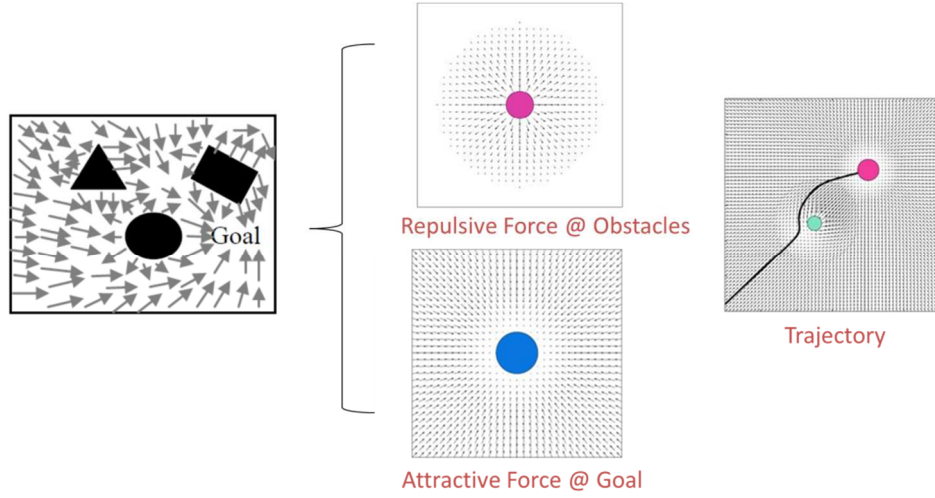 Goal
Repulsive Force @ Obstacles
Attractive Force @ Goal
Trajectory